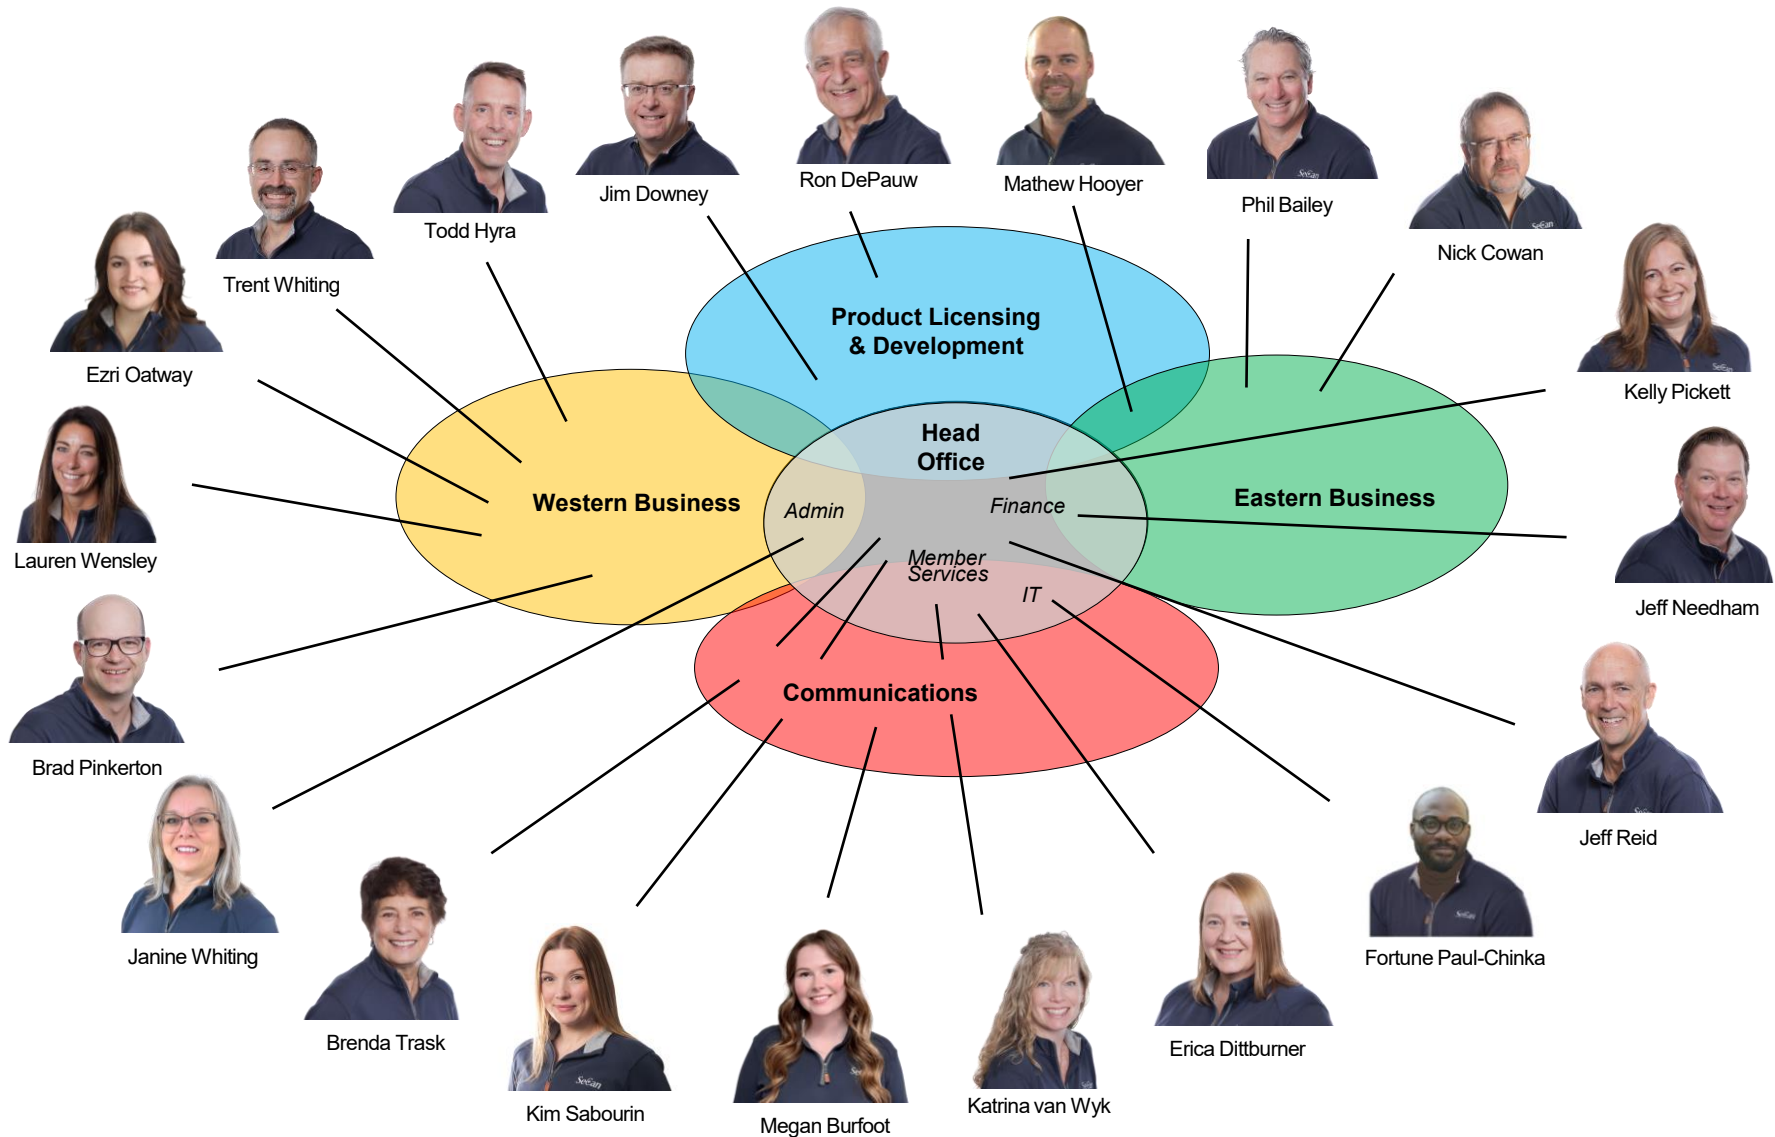 Jim Downey
Ron DePauw
Mathew Hooyer
Phil Bailey
Todd Hyra
Nick Cowan
Trent Whiting
Ezri Oatway
Kelly Pickett
Product Licensing
& Development
Head
Office
Western Business
Admin
Finance
Eastern Business
Lauren Wensley
Member
Services
IT
Jeff Needham
Communications
Brad Pinkerton
Jeff Reid
Janine Whiting
Fortune Paul-Chinka
Brenda Trask
Erica Dittburner
Kim Sabourin
Megan Burfoot
Katrina van Wyk